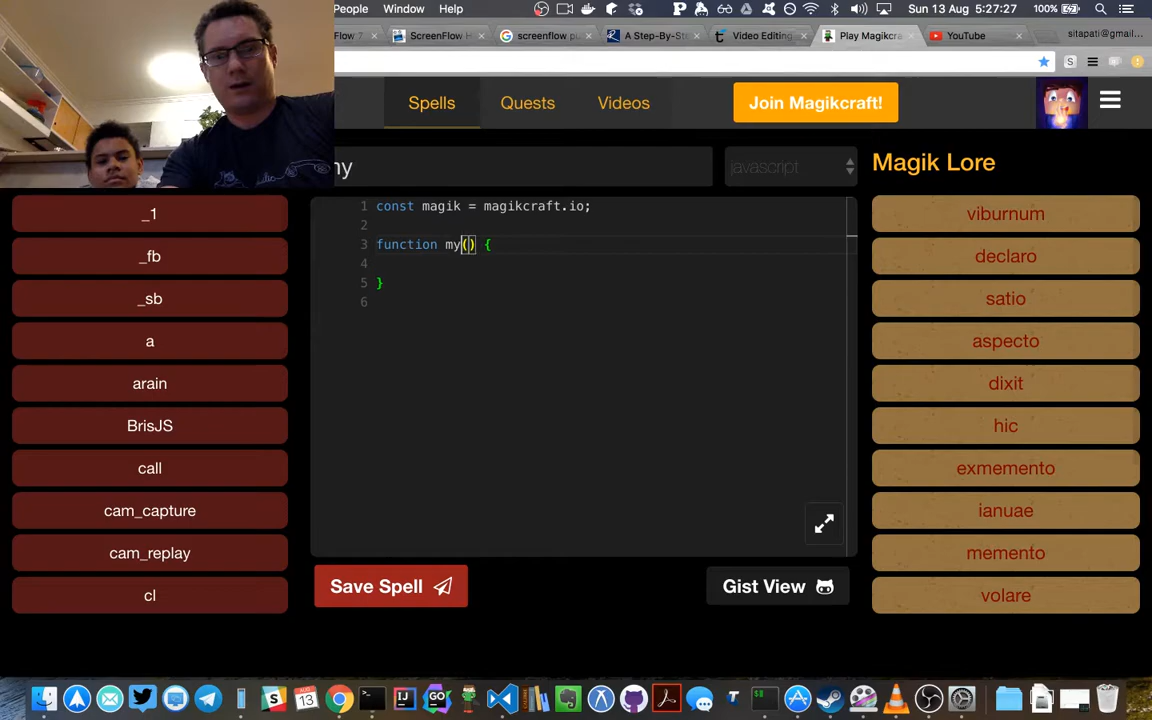 People Window Help
100% Sun 13 Aug 5:27:27
Flow 7
ScreenFlow H
screenflow pu
A Step-By-St
Video Editing
Play Magikcra
YouTube
sitapati@gmail...
Spells Quests Videos Join Magikcraft!
my
javascript
Magik Lore
_1
_fb
_sb
a
arain
BrisJS
call
cam_capture
cam_replay
cl
1 const magik = magikcraft.io;
2
3 function my() {
4
5 }
6
Save Spell
Gist View
viburnum
declaro
satio
aspecto
dixit
hic
exmemento
ianuae
memento
volare